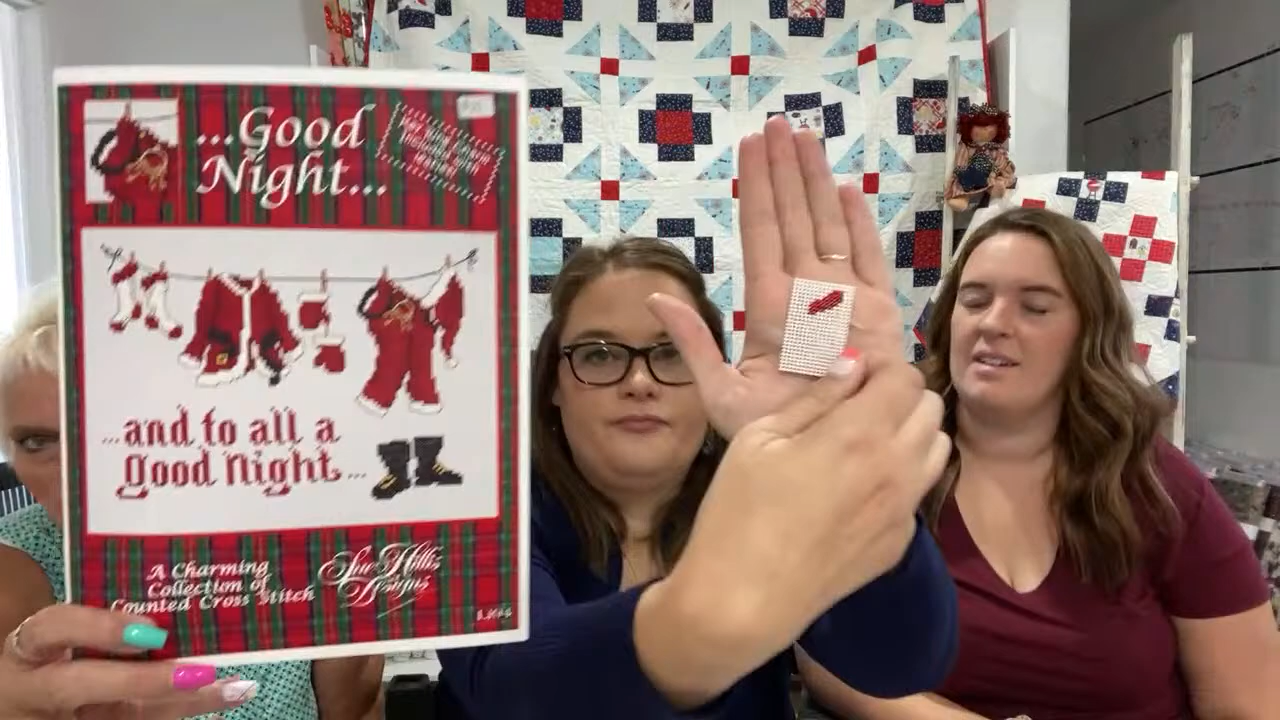 ...Good
Night...
...and to all a
Good Night...
A Charming
Collection of
Counted Cross Stitch
Sue Hillis
Designs